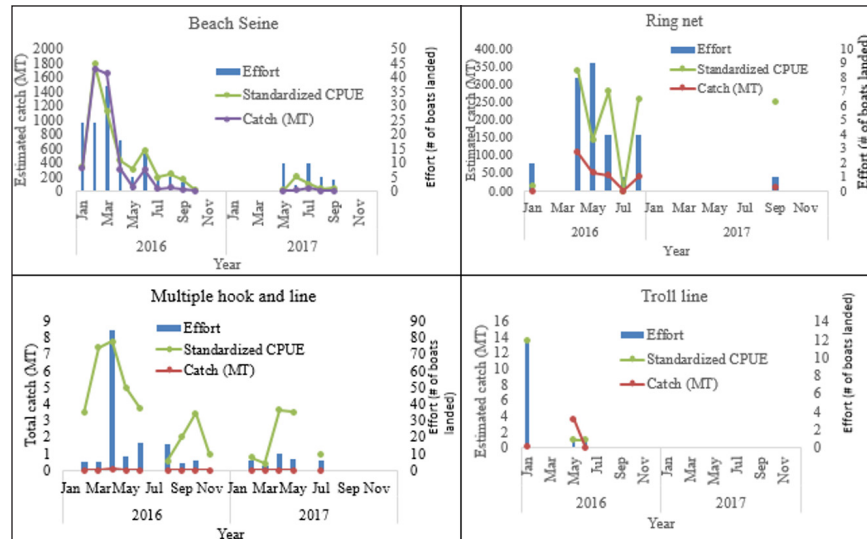 Beach Seine
Estimated catch (MT)
2000
1800
1600
1400
1200
1000
800
600
400
200
0
Effort
Standardized CPUE
Catch (MT)
50
45
40
35
30
25
20
15
10
5
0
Effort (# of boats landed)
Jan Mar May Jul Sep Nov Jan Mar May Jul Sep Nov
2016 2017
Year
Ring net
Estimated catch (MT)
400.00
350.00
300.00
250.00
200.00
150.00
100.00
50.00
0.00
Effort
Standardized CPUE
Catch (MT)
10
9
8
7
6
5
4
3
2
1
0
Effort (# of boats landed)
Jan Mar May Jul Sep Nov Jan Mar May Jul Sep Nov
2016 2017
Year
Multiple hook and line
Total catch (MT)
9
8
7
6
5
4
3
2
1
0
Effort
Standardized CPUE
Catch (MT)
90
80
70
60
50
40
30
20
10
0
Effort (# of boats
landed)
Jan Mar May Jul Sep Nov Jan Mar May Jul Sep Nov
2016 2017
Year
Troll line
Estimated catch (MT)
16
14
12
10
8
6
4
2
0
Effort
Standardized CPUE
Catch (MT)
14
12
10
8
6
4
2
0
Effort (# of boats landed)
Jan Mar May Jul Sep Nov Jan Mar May Jul Sep Nov
2016 2017
Year